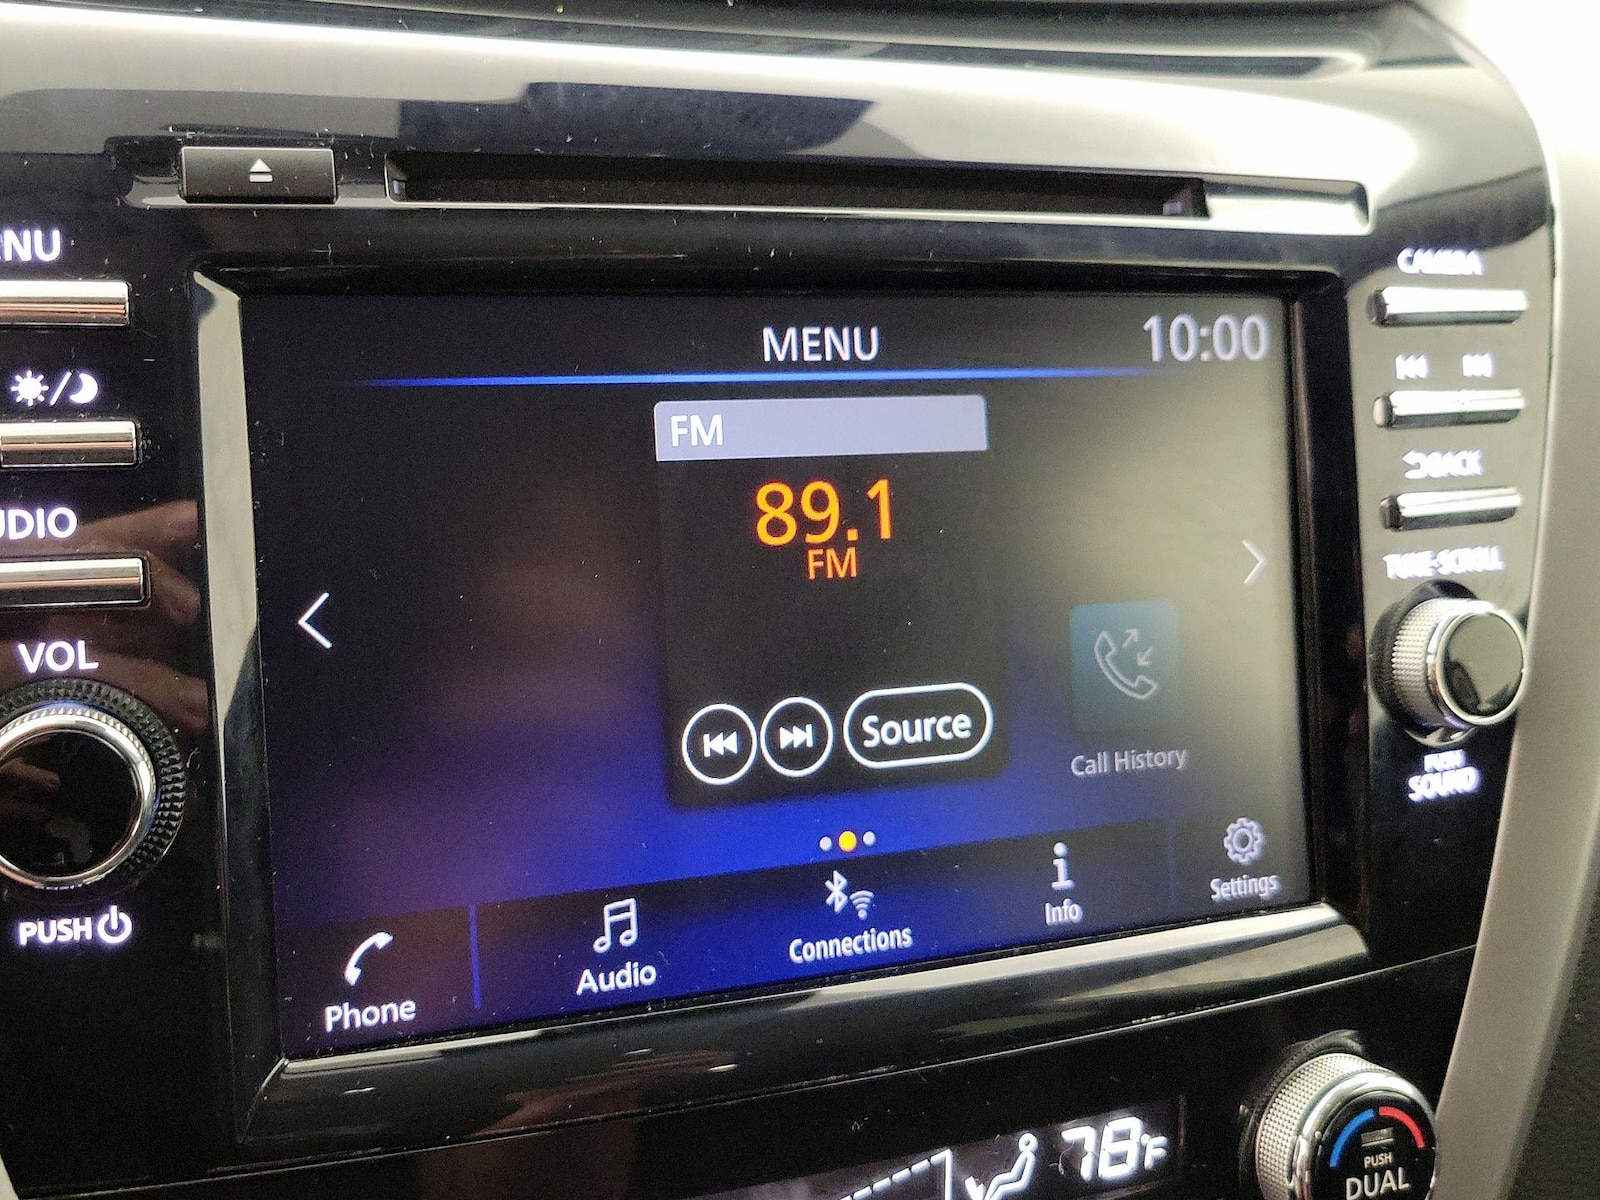 NU
CAMERA
MENU
10:00
FM
89.1
FM
BACK
UDIO
TUNE-SCROLL
VOL
Source
Call History
PUSH
SOUND
PUSH
Phone
Audio
Connections
Info
Settings
78°F
PUSH
DUAL